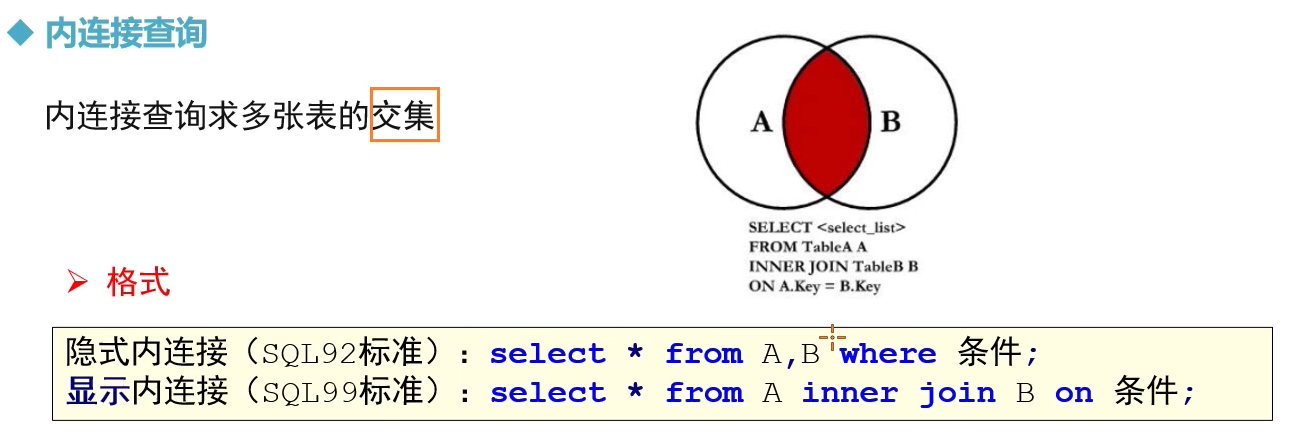 内连接查询
内连接查询求多张表的交集
A B
SELECT <select_list>
FROM TableA A
INNER JOIN TableB B
ON A.Key = B.Key
格式
隐式内连接（SQL92标准）：select * from A,B where 条件;
显示内连接（SQL99标准）：select * from A inner join B on 条件;